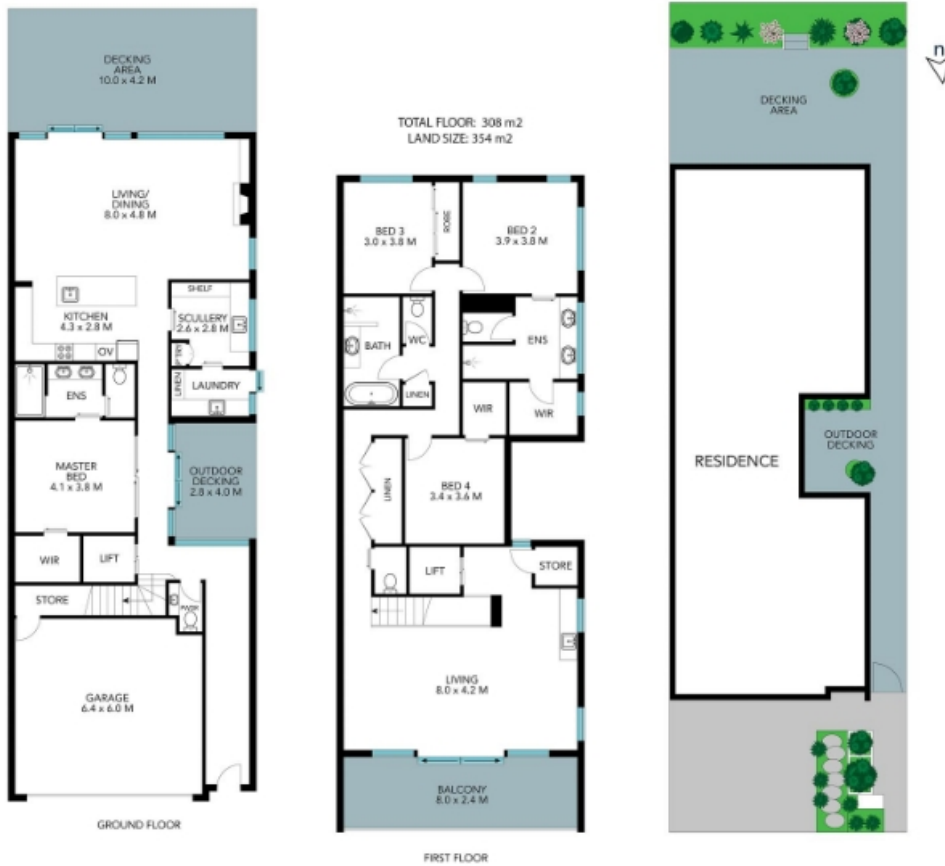 DECKING
AREA
10.0 x 4.2 M
LIVING/
DINING
8.0 x 4.8 M
SHELF
SCULLERY
2.6 x 2.8 M
KITCHEN
4.3 x 2.8 M
OV
LINEN
LAUNDRY
ENS
MASTER
BED
4.1 x 3.8 M
OUTDOOR
DECKING
2.8 x 4.0 M
WIR
LIFT
STORE
PWDR
GARAGE
6.4 x 6.0 M
GROUND FLOOR
TOTAL FLOOR: 308 m2
LAND SIZE: 354 m2
BED 3
3.0 x 3.8 M
ROBE
BED 2
3.9 x 3.8 M
BATH
WC
ENS
LINEN
WIR
WIR
LINEN
BED 4
3.4 x 3.6 M
LIFT
STORE
LIVING
8.0 x 4.2 M
BALCONY
8.0 x 2.4 M
FIRST FLOOR
n
DECKING
AREA
OUTDOOR
DECKING
RESIDENCE